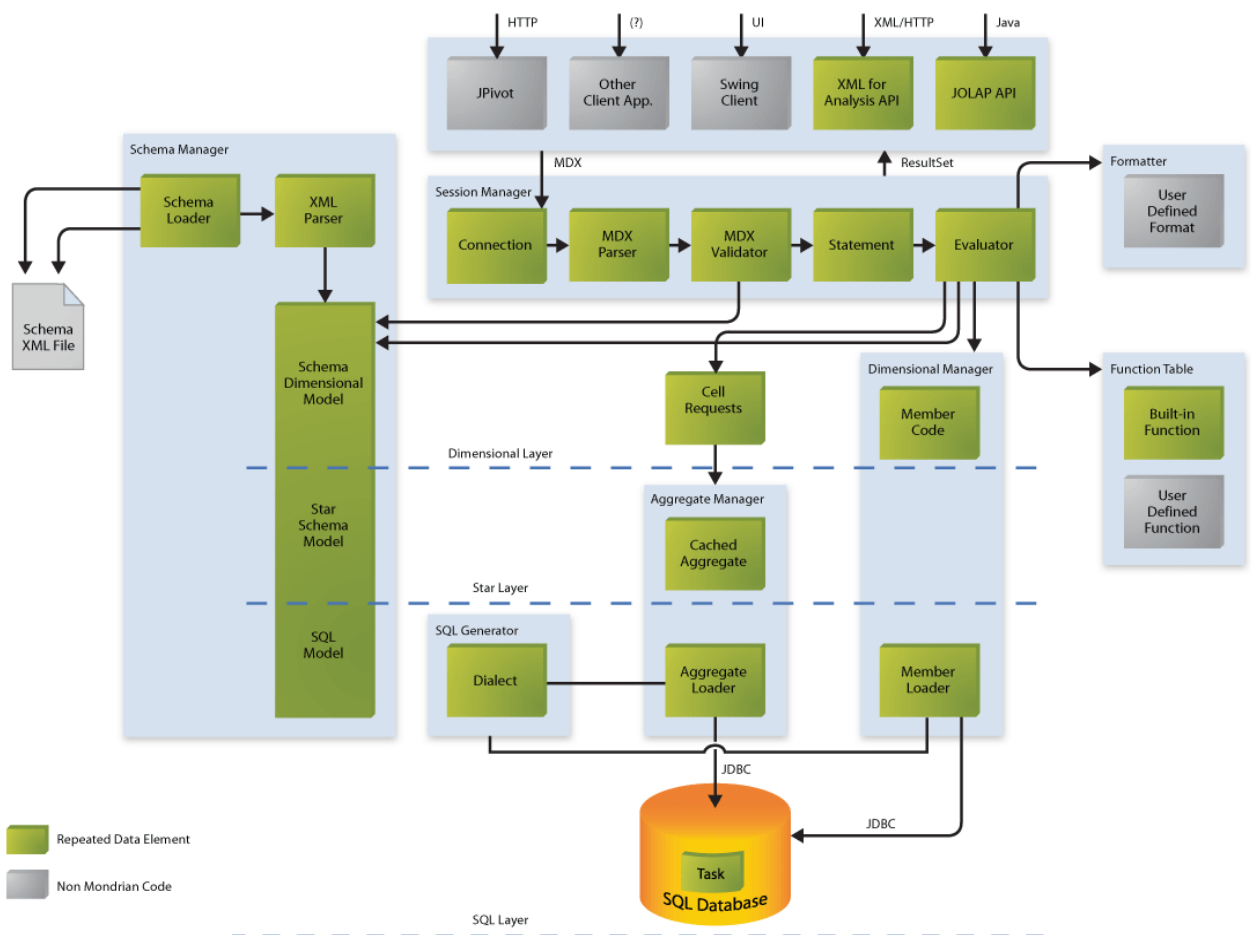 HTTP
(?)
UI
XML/HTTP
Java
JPivot
Other
Client App.
Swing
Client
XML for
Analysis API
JOLAP API
Schema Manager
MDX
ResultSet
Formatter
Schema
Loader
XML
Parser
Session Manager
User
Defined
Format
Connection
MDX
Parser
MDX
Validator
Statement
Evaluator
Schema
XML File
Schema
Dimensional
Model
Cell
Requests
Dimensional Manager
Member
Code
Function Table
Built-in
Function
User
Defined
Function
Dimensional Layer
Star
Schema
Model
Aggregate Manager
Cached
Aggregate
Star Layer
SQL
Model
SQL Generator
Dialect
Aggregate
Loader
Member
Loader
JDBC
JDBC
Task
SQL Database
Repeated Data Element
Non Mondrian Code
SQL Layer